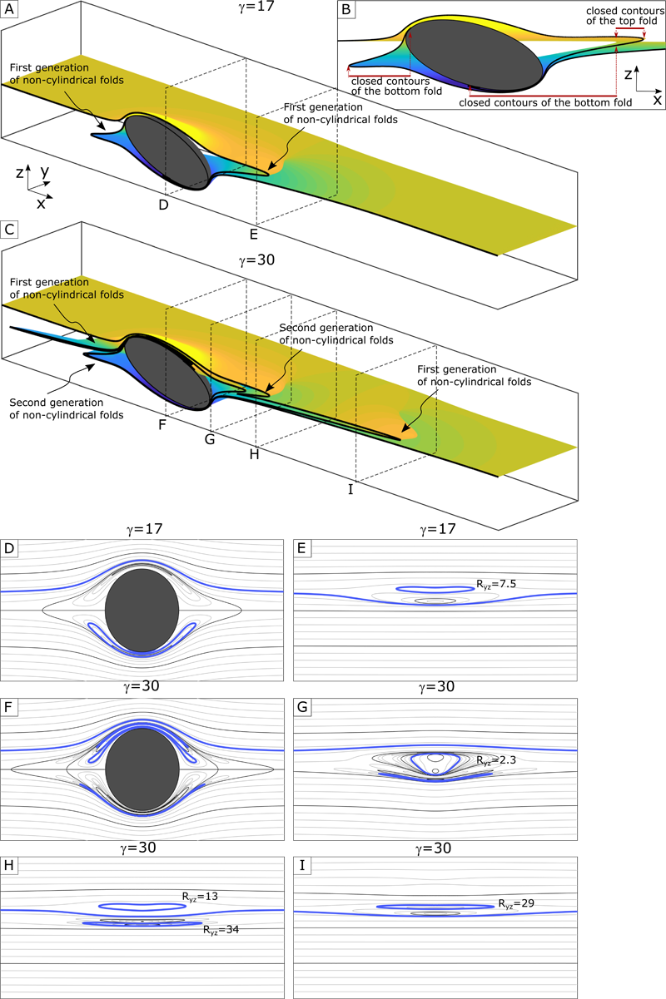 A
γ=17
B
closed contours
of the top fold
First generation
of non-cylindrical folds
closed contours
of the bottom fold
closed contours of the bottom fold
z
x
First generation
of non-cylindrical folds
z
y
x
D
E
C
γ=30
First generation
of non-cylindrical folds
Second generation
of non-cylindrical folds
First generation
of non-cylindrical folds
Second generation
of non-cylindrical folds
F
G
H
I
γ=17
γ=17
D
E
Ryz=7.5
γ=30
γ=30
F
G
Ryz=2.3
γ=30
γ=30
H
I
Ryz=13
Ryz=29
Ryz=34